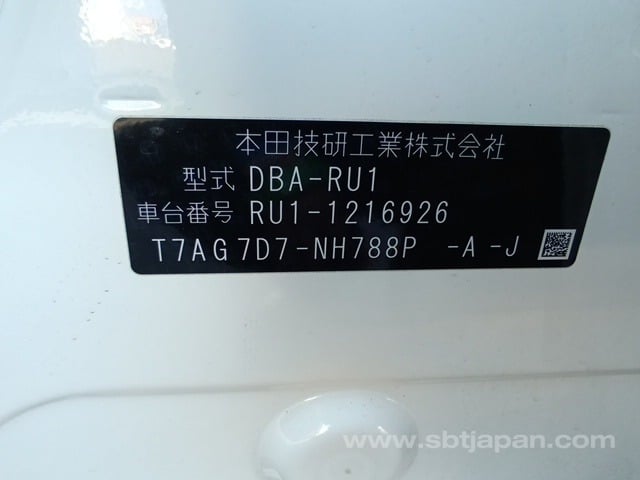 本田技研工業株式会社
型式 DBA-RU1
車台番号 RU1-1216926
T7AG7D7-NH788P -A -J
www.sbtjapan.com